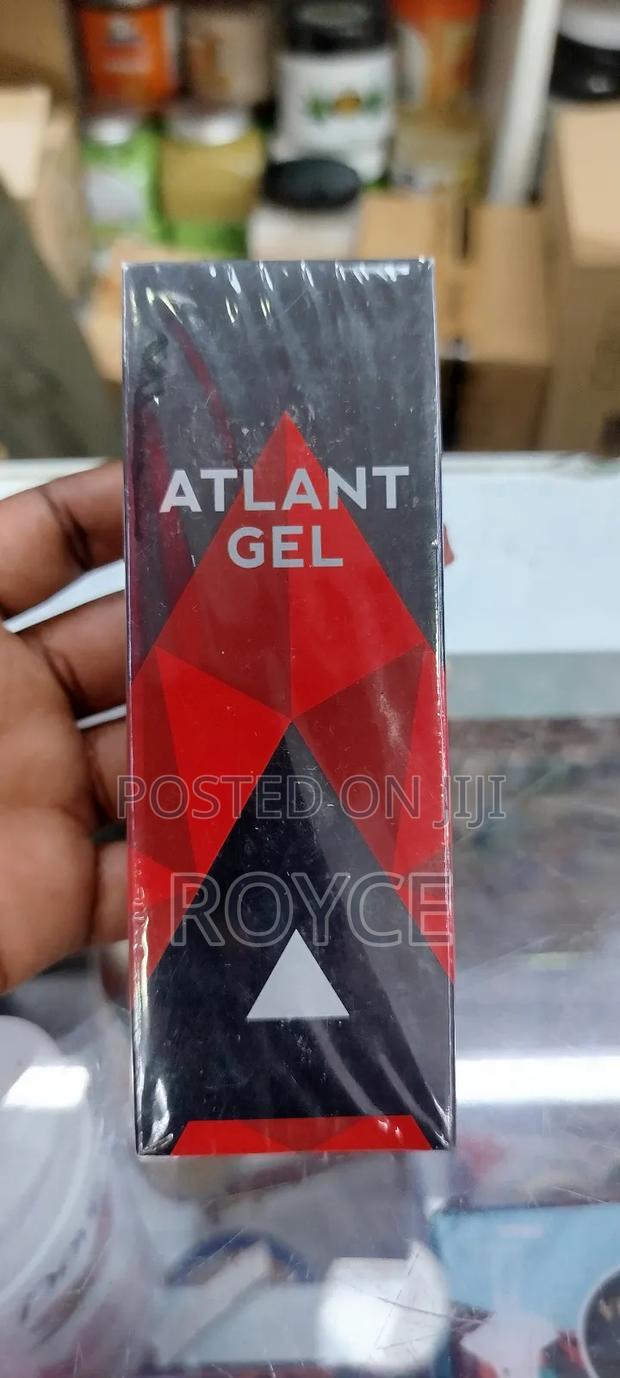 ATLANT
GEL
POSTED ON JIJI
ROYCE